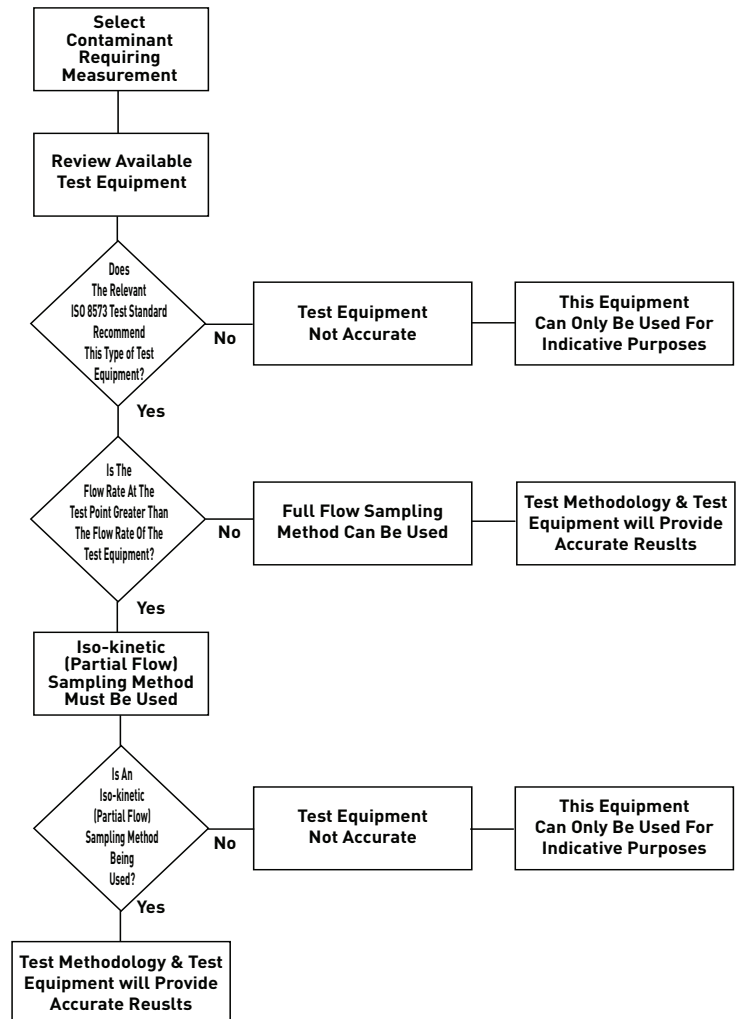 Select
Contaminant
Requiring
Measurement
Review Available
Test Equipment
Does
The Relevant
ISO 8573 Test Standard
Recommend
This Type of Test
Equipment?
No
Test Equipment
Not Accurate
This Equipment
Can Only Be Used For
Indicative Purposes
Yes
Is The
Flow Rate At The
Test Point Greater Than
The Flow Rate Of The
Test Equipment?
No
Full Flow Sampling
Method Can Be Used
Test Methodology & Test
Equipment will Provide
Accurate Reuslts
Yes
Iso-kinetic
(Partial Flow)
Sampling Method
Must Be Used
Is An
Iso-kinetic
(Partial Flow)
Sampling Method
Being
Used?
No
Test Equipment
Not Accurate
This Equipment
Can Only Be Used For
Indicative Purposes
Yes
Test Methodology & Test
Equipment will Provide
Accurate Reuslts